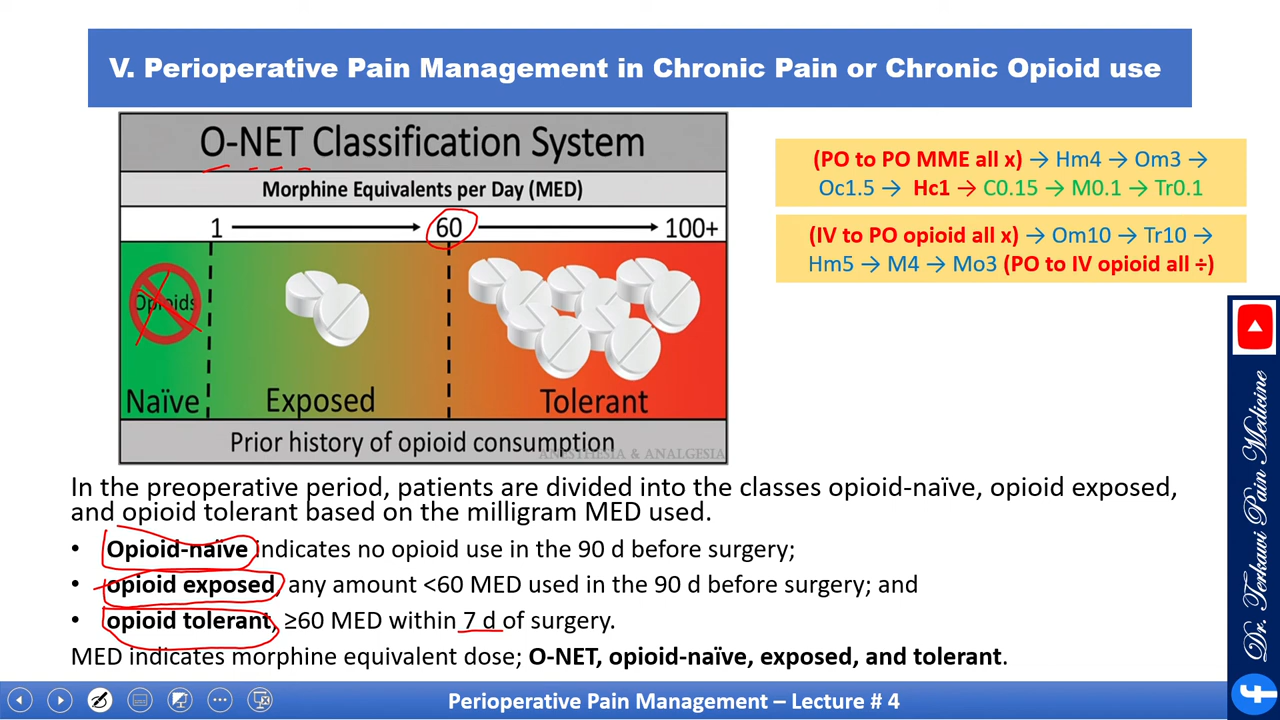 V. Perioperative Pain Management in Chronic Pain or Chronic Opioid use
O-NET Classification System
Morphine Equivalents per Day (MED)
1 → 60 → 100+
Opioids
Naïve Exposed Tolerant
Prior history of opioid consumption
ANESTHESIA & ANALGESIA
(PO to PO MME all x) → Hm4 → Om3 →
Oc1.5 → Hc1 → C0.15 → M0.1 → Tr0.1
(IV to PO opioid all x) → Om10 → Tr10 →
Hm5 → M4 → Mo3 (PO to IV opioid all ÷)
In the preoperative period, patients are divided into the classes opioid-naïve, opioid exposed,
and opioid tolerant based on the milligram MED used.
• Opioid-naïve indicates no opioid use in the 90 d before surgery;
• opioid exposed, any amount <60 MED used in the 90 d before surgery; and
• opioid tolerant, ≥60 MED within 7 d of surgery.
MED indicates morphine equivalent dose; O-NET, opioid-naïve, exposed, and tolerant.
Dr. Terkawi Pain Medicine
Perioperative Pain Management – Lecture # 4